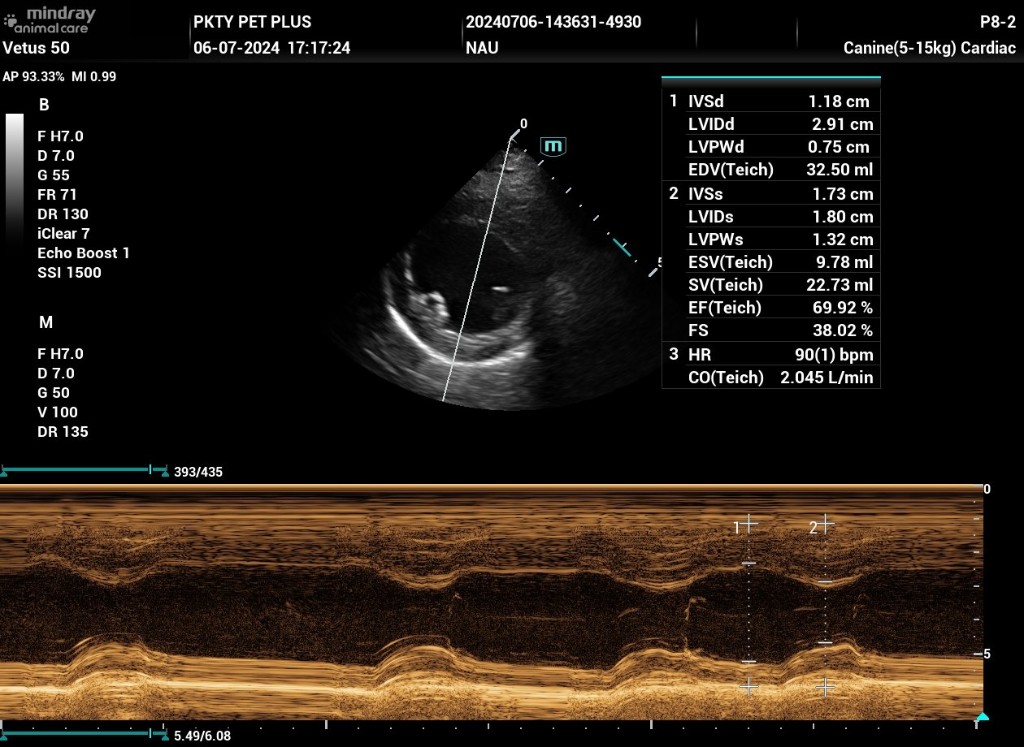 mindray
animalcare
Vetus 50
PKTY PET PLUS
06-07-2024 17:17:24
20240706-143631-4930
NAU
P8-2
Canine(5-15kg) Cardiac
AP 93.33% MI 0.99
B
F H7.0
D 7.0
G 55
FR 71
DR 130
iClear 7
Echo Boost 1
SSI 1500
M
F H7.0
D 7.0
G 50
V 100
DR 135
0
m
5
1 IVSd 1.18 cm
LVIDd 2.91 cm
LVPWd 0.75 cm
EDV(Teich) 32.50 ml
2 IVSs 1.73 cm
LVIDs 1.80 cm
LVPWs 1.32 cm
ESV(Teich) 9.78 ml
SV(Teich) 22.73 ml
EF(Teich) 69.92 %
FS 38.02 %
3 HR 90(1) bpm
CO(Teich) 2.045 L/min
393/435
0
1 2
5
5.49/6.08